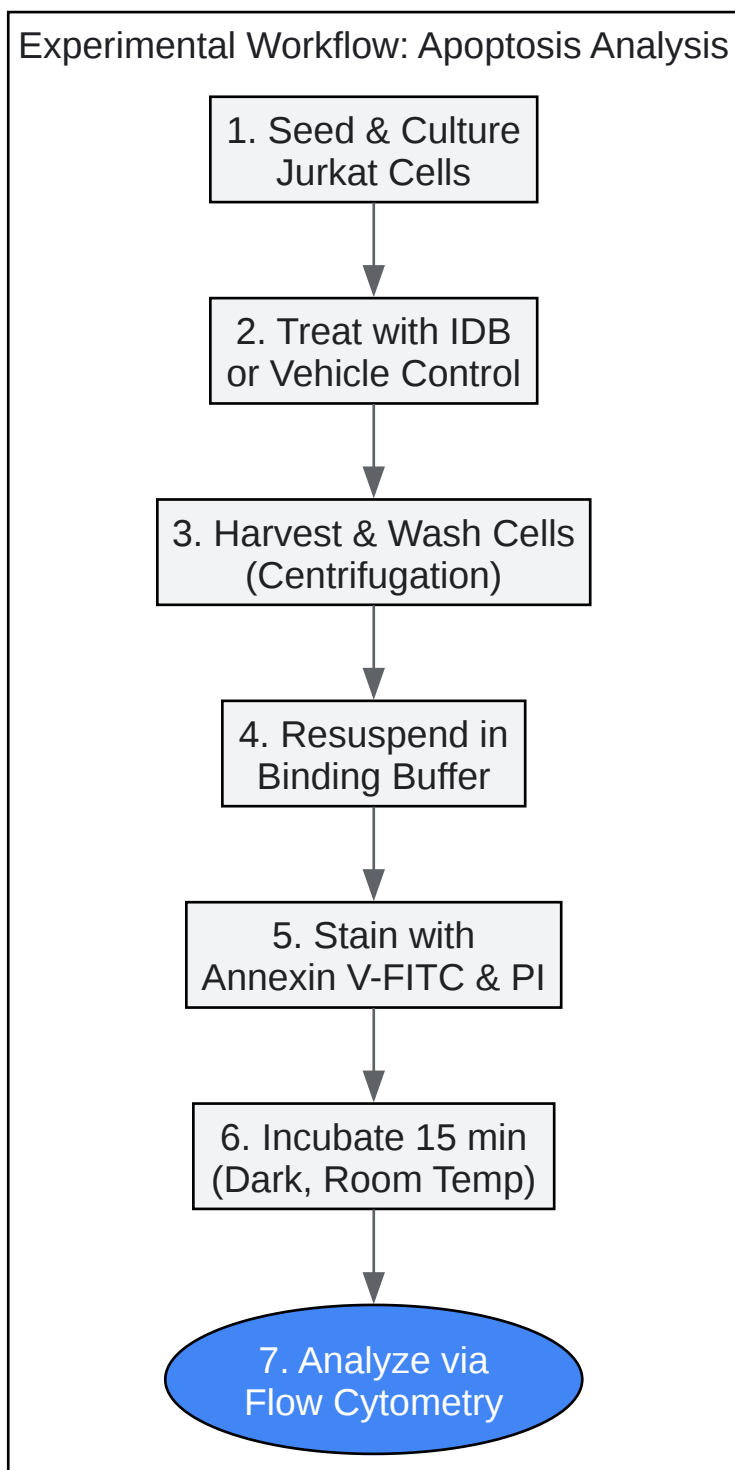 Experimental Workflow: Apoptosis Analysis
1. Seed & Culture
Jurkat Cells
2. Treat with IDB
or Vehicle Control
3. Harvest & Wash Cells
(Centrifugation)
4. Resuspend in
Binding Buffer
5. Stain with
Annexin V-FITC & PI
6. Incubate 15 min
(Dark, Room Temp)
7. Analyze via
Flow Cytometry